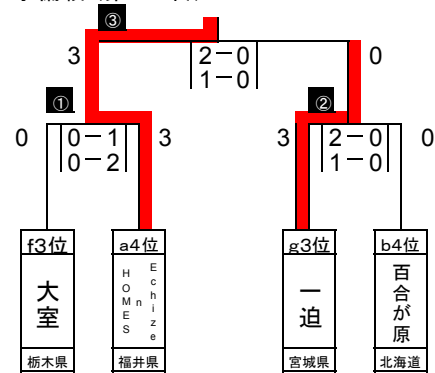 ③
3
2-0
1-0
0
①
0
0-1
0-2
3
②
3
2-0
1-0
0
f3位
a4位
g3位
b4位
大室
Echize
n
HOMES
一迫
百合が原
栃木県
福井県
宮城県
北海道